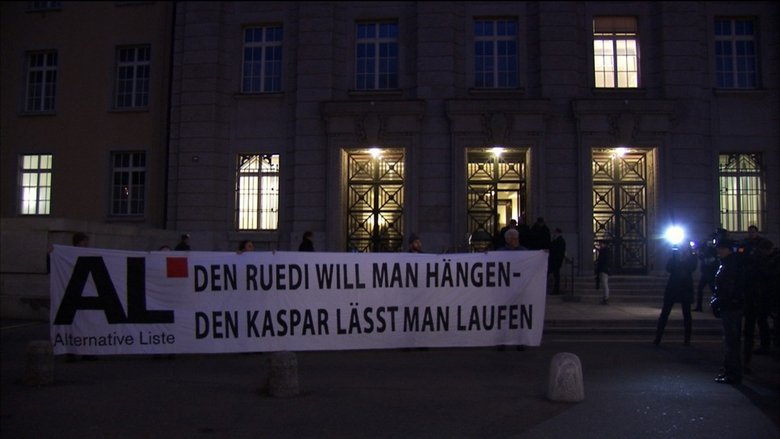 AL
Alternative Liste
DEN RUEDI WILL MAN HÄNGEN-
DEN KASPAR LÄSST MAN LAUFEN